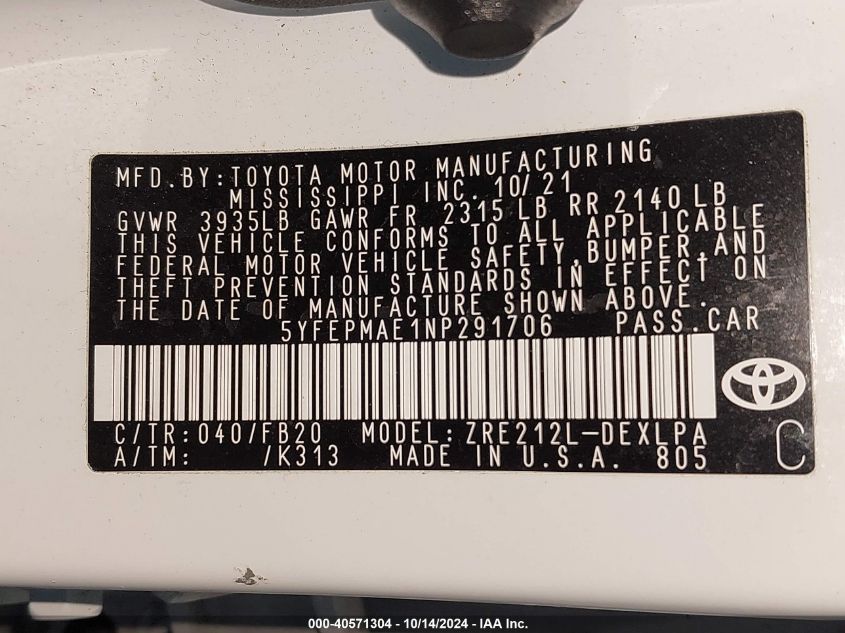 MFD.BY:TOYOTA MOTOR MANUFACTURING
MISSISSIPPI INC. 10/21
GVWR 3935LB GAWR FR 2315 LB RR 2140 LB
THIS VEHICLE CONFORMS TO ALL APPLICABLE
FEDERAL MOTOR VEHICLE SAFETY,BUMPER,AND
THEFT PREVENTION STANDARDS IN EFFECT ON
THE DATE OF MANUFACTURE SHOWN ABOVE.
5YFEPMAE1NP291706 PASS.CAR
C/TR:040/FB20 MODEL:ZRE212L-DEXLPA
A/TM: /K313 MADE IN U.S.A. 805 C
000-40571304 - 10/14/2024 - IAA Inc.